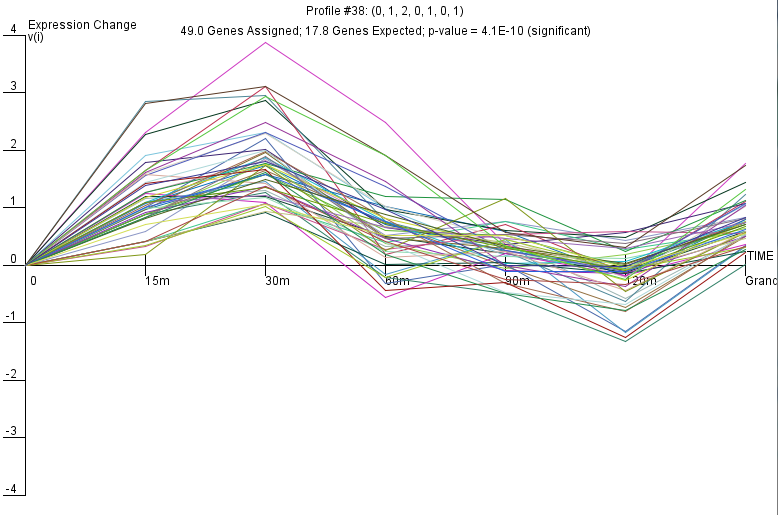 Profile #38: (0, 1, 2, 0, 1, 0, 1)
Expression Change
v(i)
49.0 Genes Assigned; 17.8 Genes Expected; p-value = 4.1E-10 (significant)
4
3
2
1
0
TIME
0 15m 30m 60m 90m 120m Grand
-1
-2
-3
-4